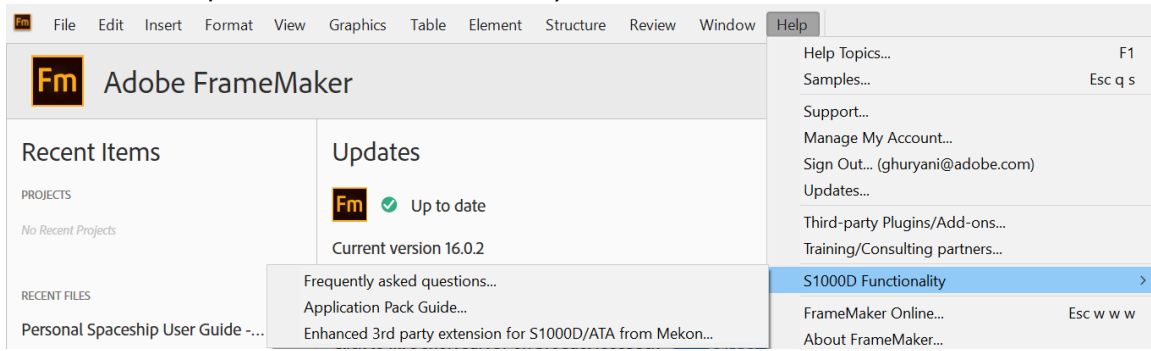 Fm File Edit Insert Format View Graphics Table Element Structure Review Window Help
Fm Adobe FrameMaker
Recent Items
PROJECTS
No Recent Projects
RECENT FILES
Personal Spaceship User Guide -...
Updates
Fm Up to date
Current version 16.0.2
Help Topics... F1
Samples... Esc q s
Support...
Manage My Account...
Sign Out... (ghuryani@adobe.com)
Updates...
Third-party Plugins/Add-ons...
Training/Consulting partners...
S1000D Functionality >
FrameMaker Online... Esc w w w
About FrameMaker...
Frequently asked questions...
Application Pack Guide...
Enhanced 3rd party extension for S1000D/ATA from Mekon...